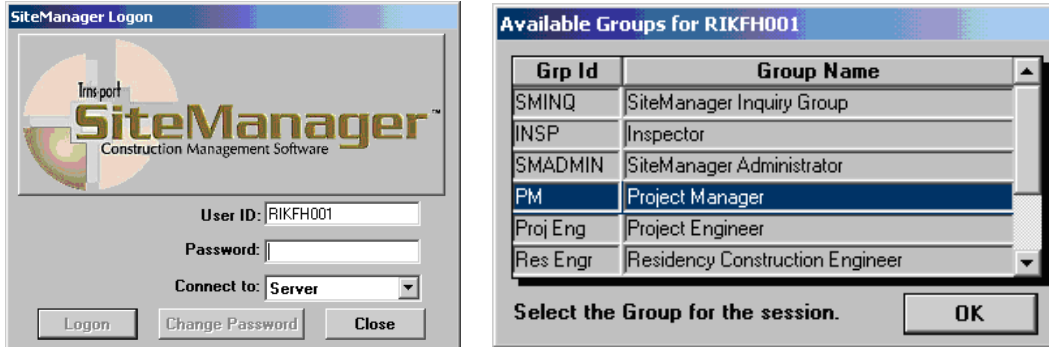 SiteManager Logon
Trns·port
SiteManager™
Construction Management Software
User ID: RIKFH001
Password:
Connect to: Server
Logon Change Password Close
Available Groups for RIKFH001
Grp Id Group Name
SMINQ SiteManager Inquiry Group
INSP Inspector
SMADMIN SiteManager Administrator
PM Project Manager
Proj Eng Project Engineer
Res Engr Residency Construction Engineer
Select the Group for the session. OK